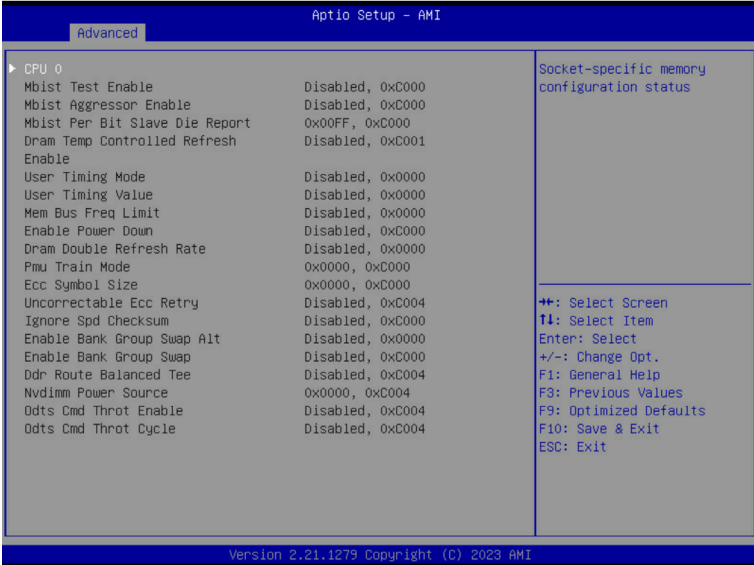 Aptio Setup – AMI
Advanced
CPU 0
Mbist Test Enable Disabled, 0xC000
Mbist Aggressor Enable Disabled, 0xC000
Mbist Per Bit Slave Die Report 0x00FF, 0xC000
Dram Temp Controlled Refresh Disabled, 0xC001
Enable
User Timing Mode Disabled, 0x0000
User Timing Value Disabled, 0x0000
Mem Bus Freq Limit Disabled, 0x0000
Enable Power Down Disabled, 0xC000
Dram Double Refresh Rate Disabled, 0x0000
Pmu Train Mode 0x0000, 0xC000
Ecc Symbol Size 0x0000, 0xC000
Uncorrectable Ecc Retry Disabled, 0xC004
Ignore Spd Checksum Disabled, 0xC000
Enable Bank Group Swap Alt Disabled, 0x0000
Enable Bank Group Swap Disabled, 0xC000
Ddr Route Balanced Tee Disabled, 0xC004
Nvdimm Power Source 0x0000, 0xC004
Odts Cmd Throt Enable Disabled, 0xC004
Odts Cmd Throt Cycle Disabled, 0xC004
Socket-specific memory
configuration status
→←: Select Screen
↑↓: Select Item
Enter: Select
+/-: Change Opt.
F1: General Help
F3: Previous Values
F9: Optimized Defaults
F10: Save & Exit
ESC: Exit
Version 2.21.1279 Copyright (C) 2023 AMI